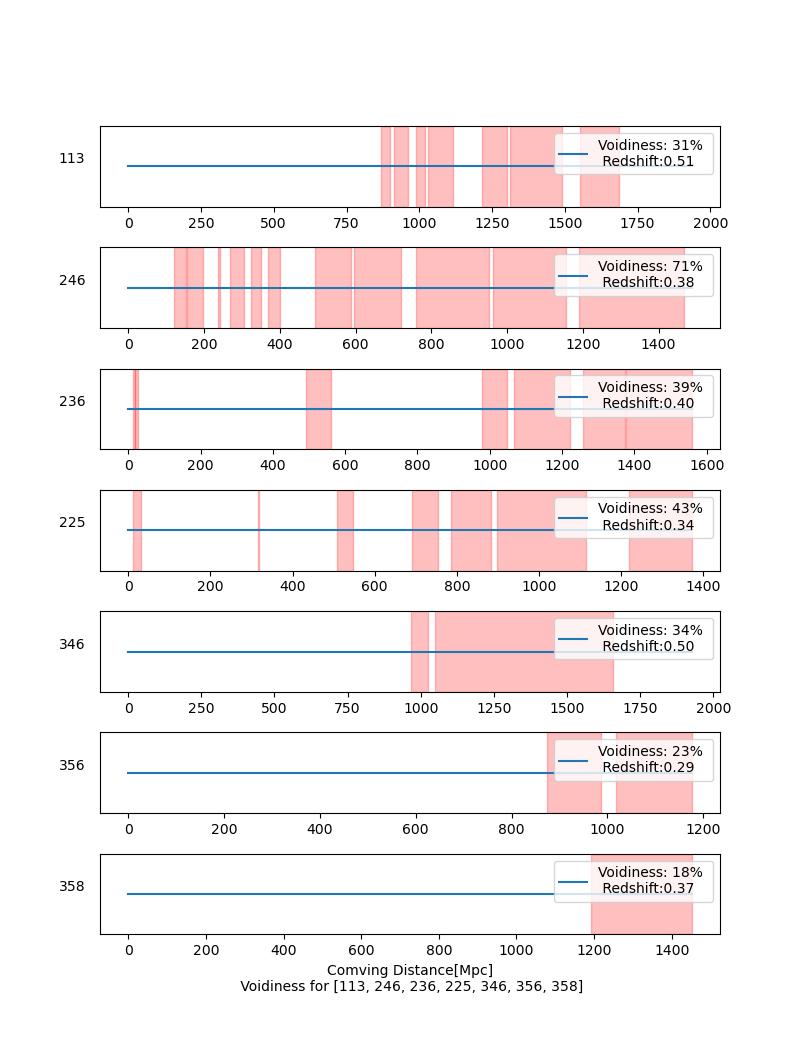 113
Voidiness: 31%
Redshift:0.51
0 250 500 750 1000 1250 1500 1750 2000
246
Voidiness: 71%
Redshift:0.38
0 200 400 600 800 1000 1200 1400
236
Voidiness: 39%
Redshift:0.40
0 200 400 600 800 1000 1200 1400 1600
225
Voidiness: 43%
Redshift:0.34
0 200 400 600 800 1000 1200 1400
346
Voidiness: 34%
Redshift:0.50
0 250 500 750 1000 1250 1500 1750 2000
356
Voidiness: 23%
Redshift:0.29
0 200 400 600 800 1000 1200
358
Voidiness: 18%
Redshift:0.37
0 200 400 600 800 1000 1200 1400
Comving Distance[Mpc]
Voidiness for [113, 246, 236, 225, 346, 356, 358]